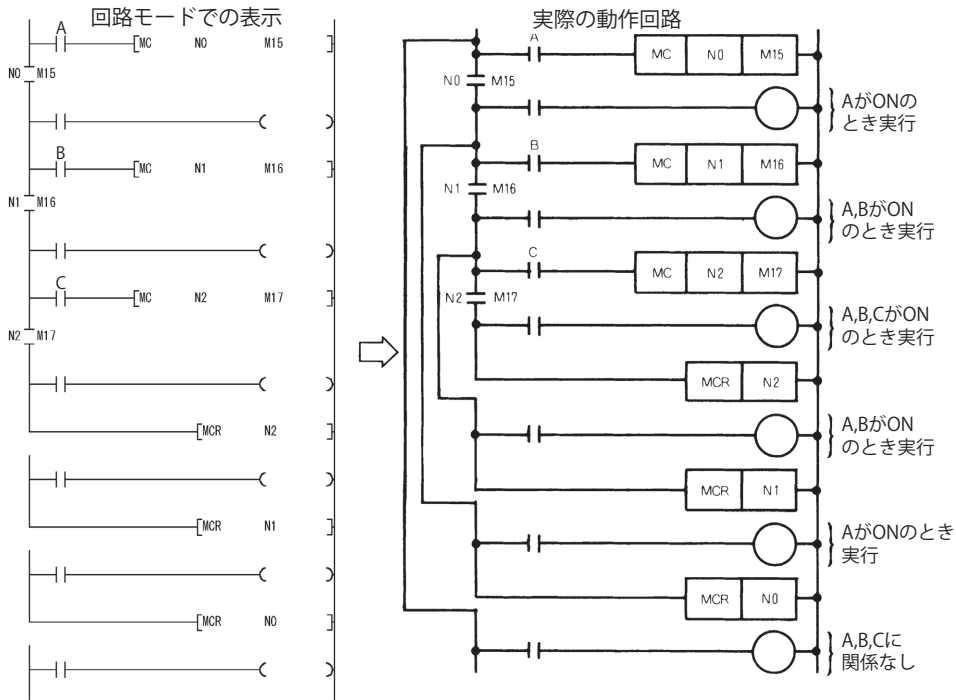 回路モードでの表示
A
MC N0 M15
N0 M15
B
MC N1 M16
N1 M16
C
MC N2 M17
N2 M17
MCR N2
MCR N1
MCR N0
実際の動作回路
A
MC N0 M15
N0 M15
AがONの
とき実行
B
MC N1 M16
N1 M16
A,BがON
のとき実行
C
MC N2 M17
N2 M17
A,B,CがON
のとき実行
MCR N2
A,BがON
のとき実行
MCR N1
AがONのとき
実行
MCR N0
A,B,Cに
関係なし